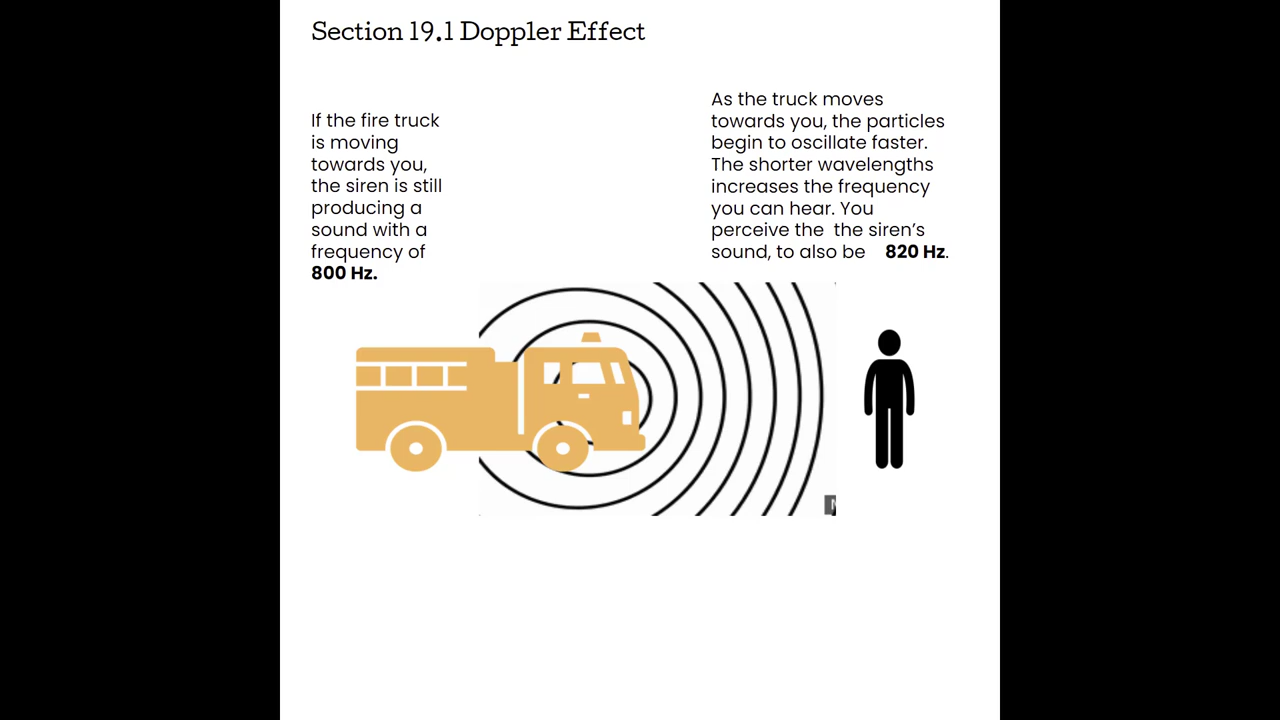 Section 19.1 Doppler Effect
If the fire truck
is moving
towards you,
the siren is still
producing a
sound with a
frequency of
800 Hz.
As the truck moves
towards you, the particles
begin to oscillate faster.
The shorter wavelengths
increases the frequency
you can hear. You
perceive the  the siren’s
sound, to also be    820 Hz.